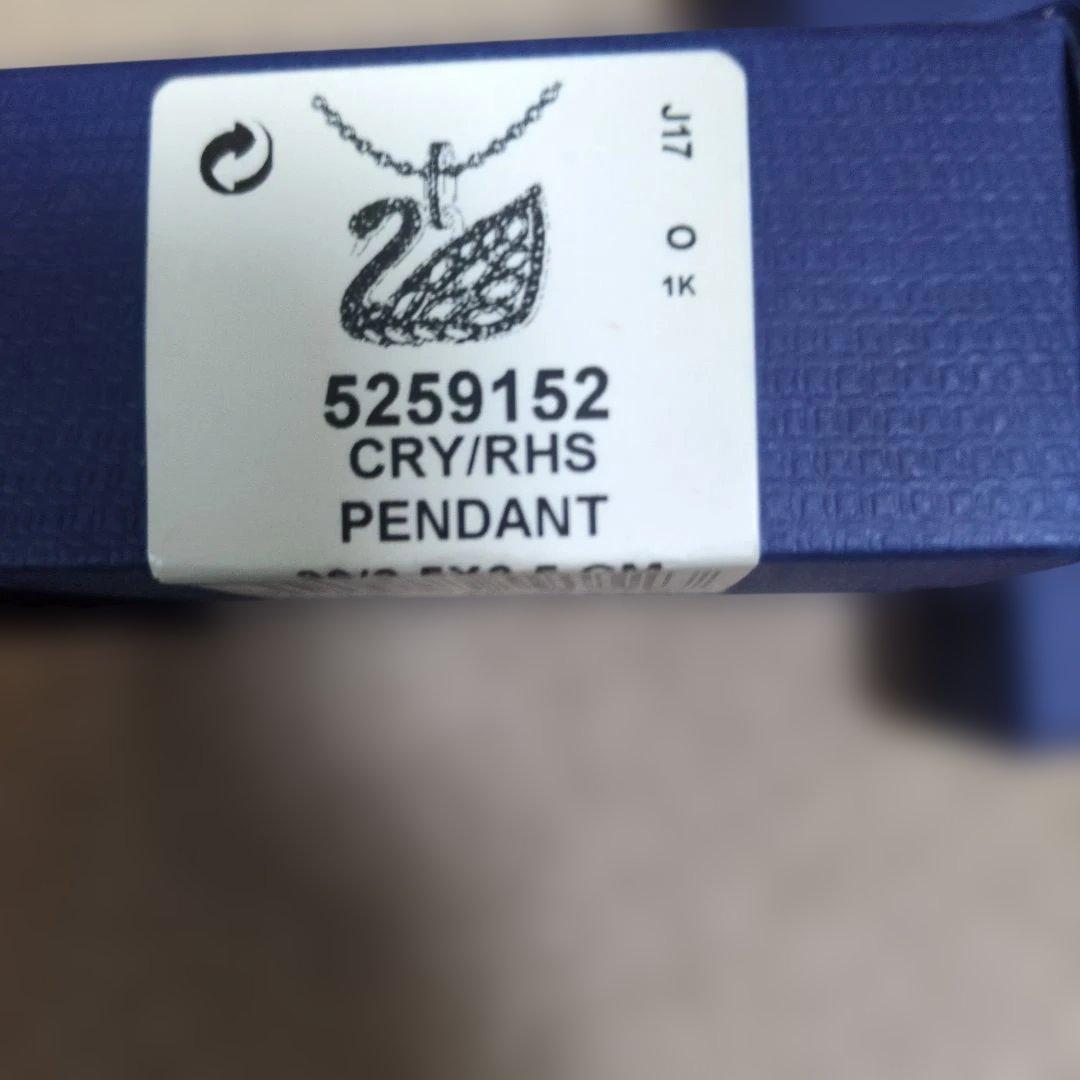 J17 O
1K
5259152
CRY/RHS
PENDANT